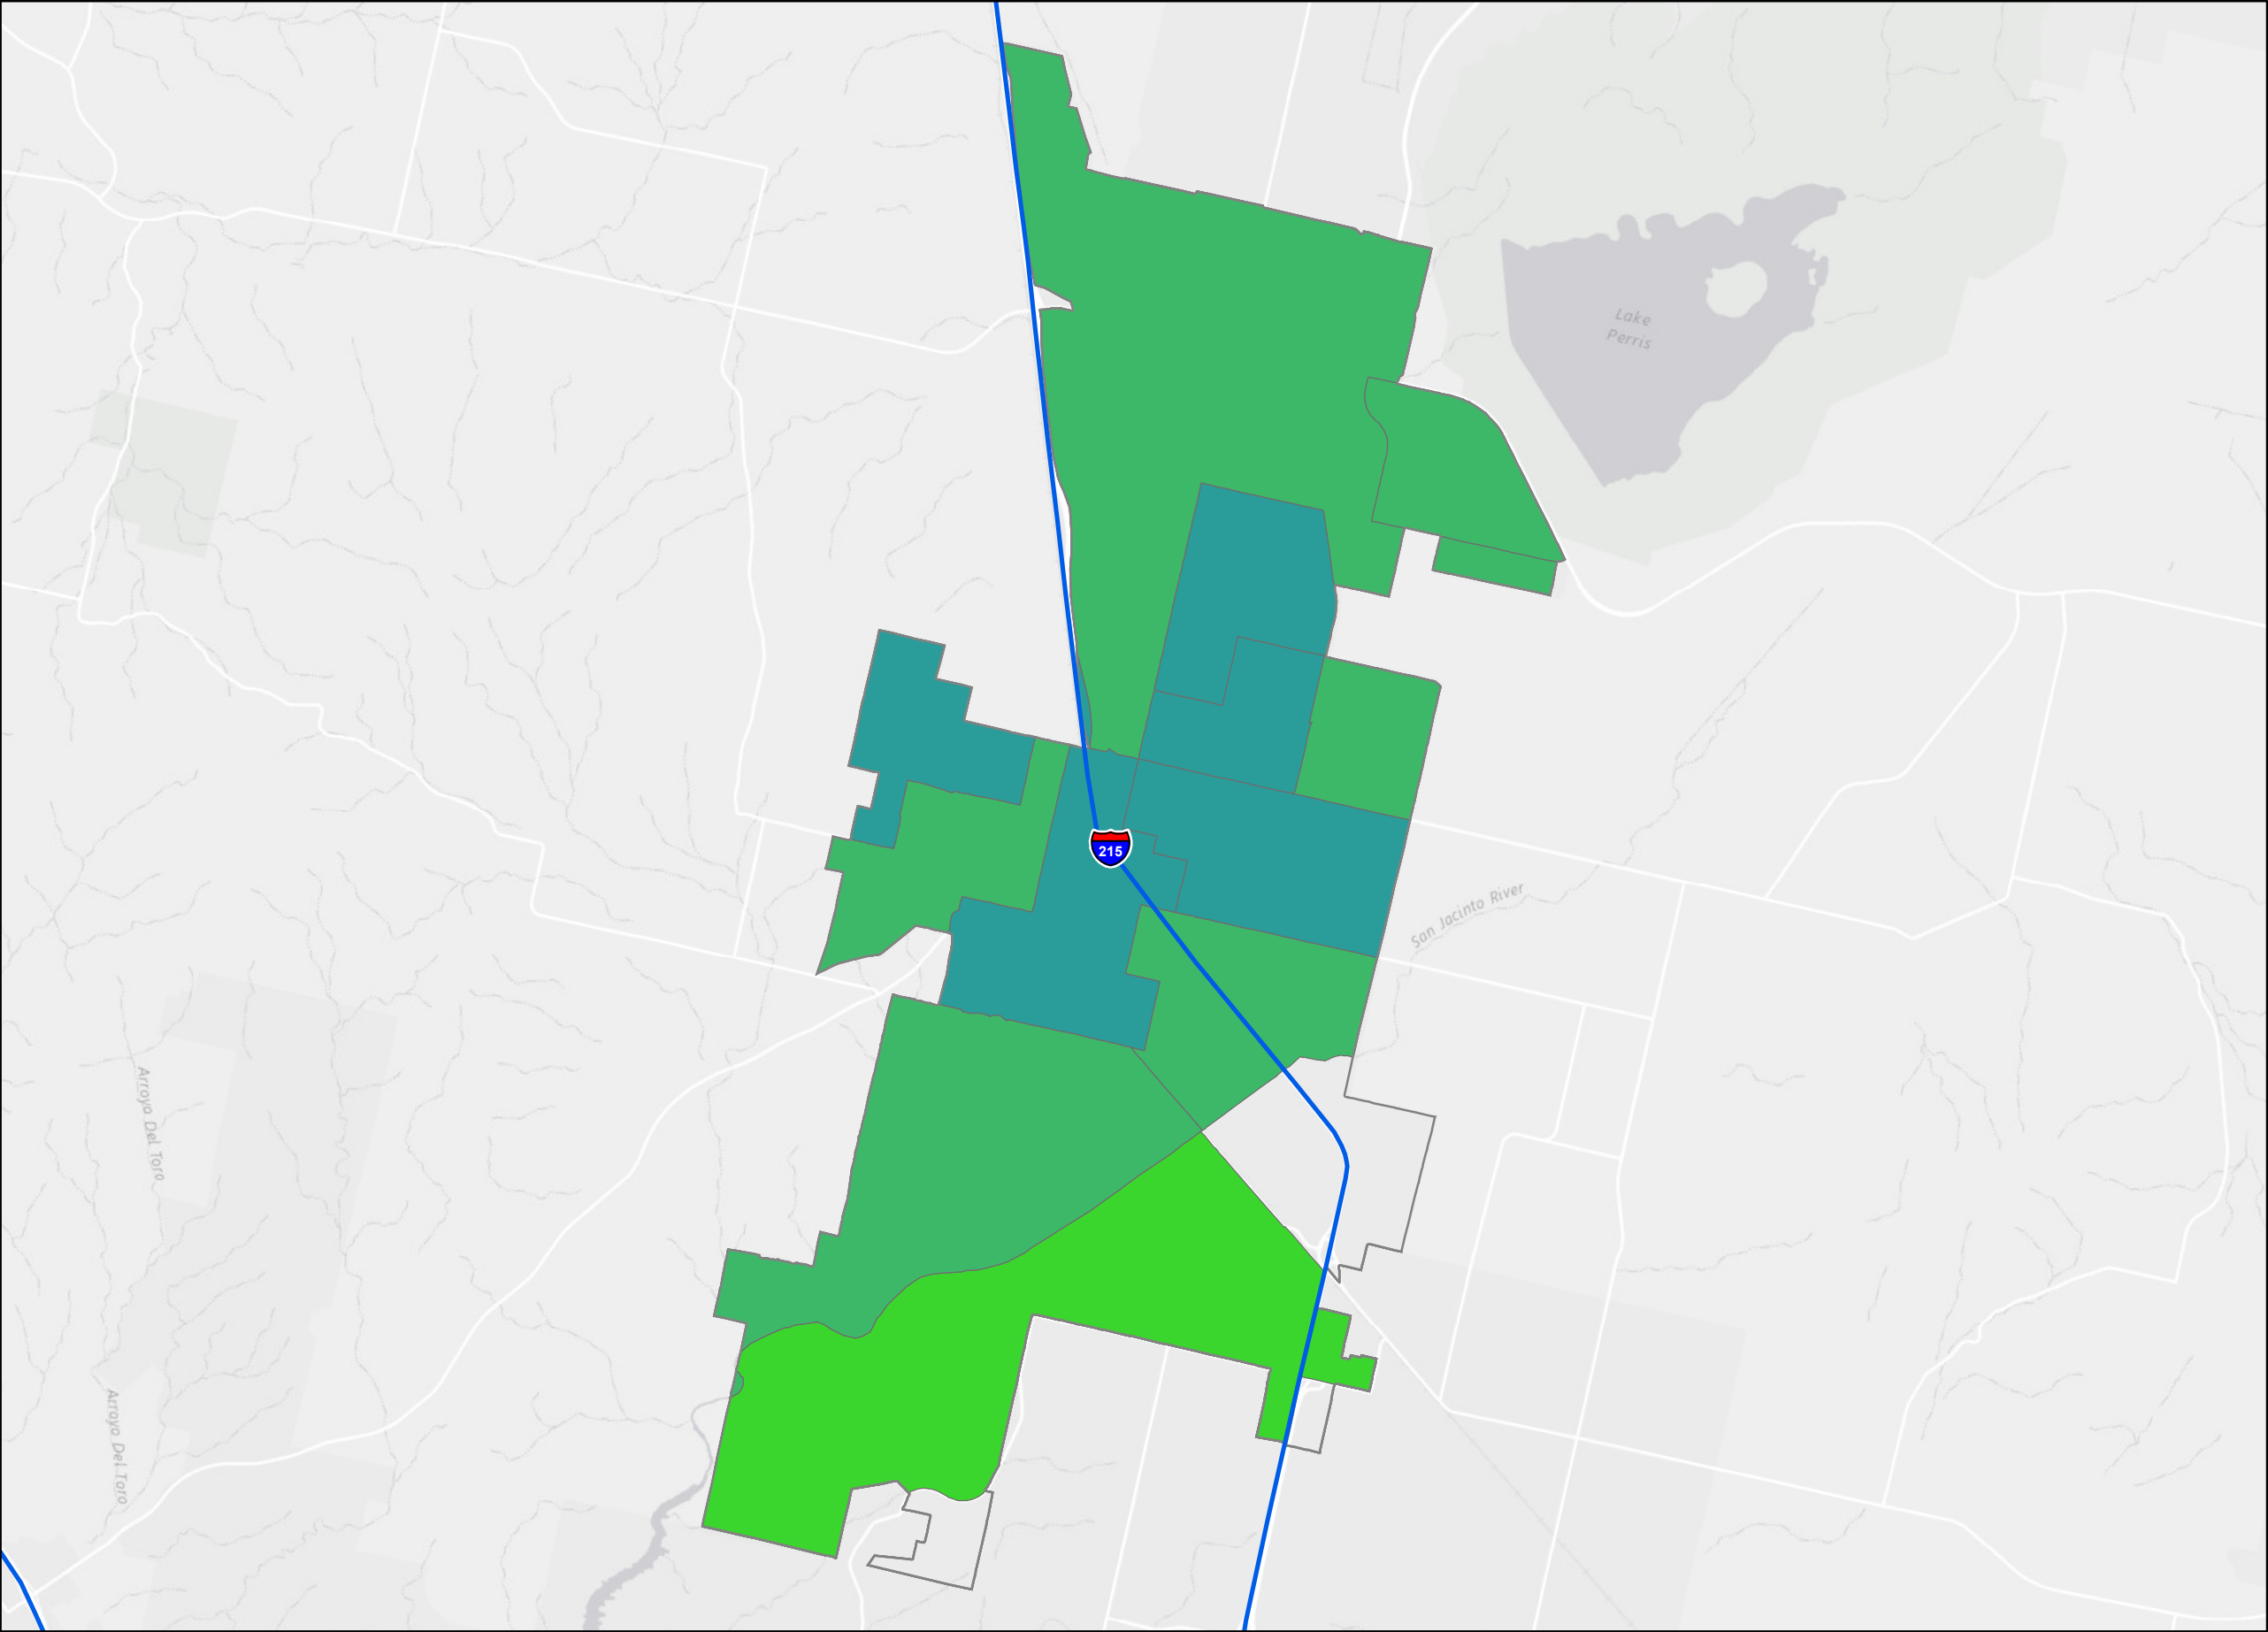 Lake
Perris
215
San Jacinto River
Arroyo Del Toro
Arroyo Del Toro